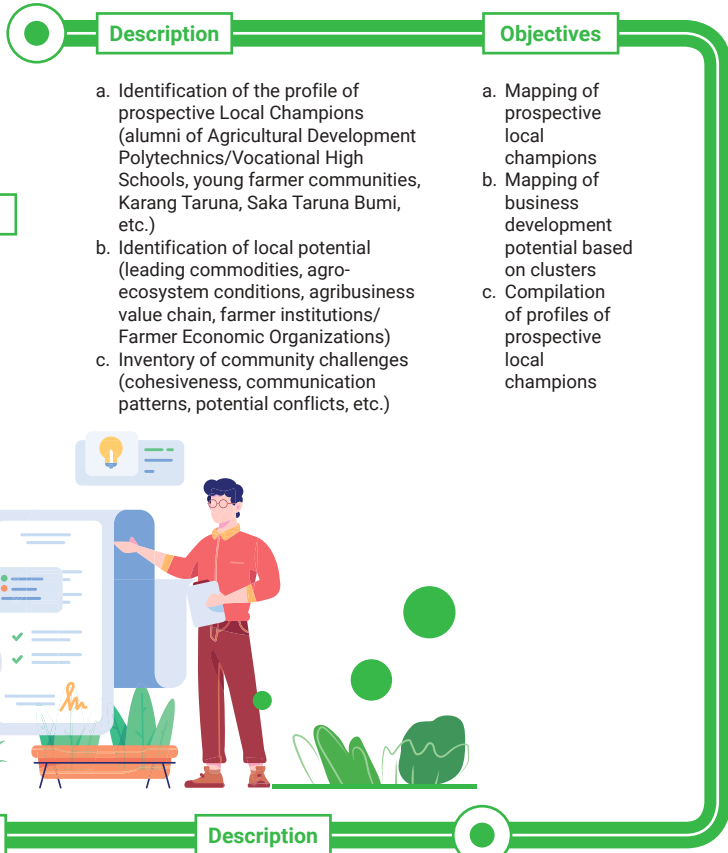 Description
Objectives
a. Identification of the profile of
prospective Local Champions
(alumni of Agricultural Development
Polytechnics/Vocational High
Schools, young farmer communities,
Karang Taruna, Saka Taruna Bumi,
etc.)
b. Identification of local potential
(leading commodities, agro-
ecosystem conditions, agribusiness
value chain, farmer institutions/
Farmer Economic Organizations)
c. Inventory of community challenges
(cohesiveness, communication
patterns, potential conflicts, etc.)
a. Mapping of
prospective
local
champions
b. Mapping of
business
development
potential based
on clusters
c. Compilation
of profiles of
prospective
local
champions
Description